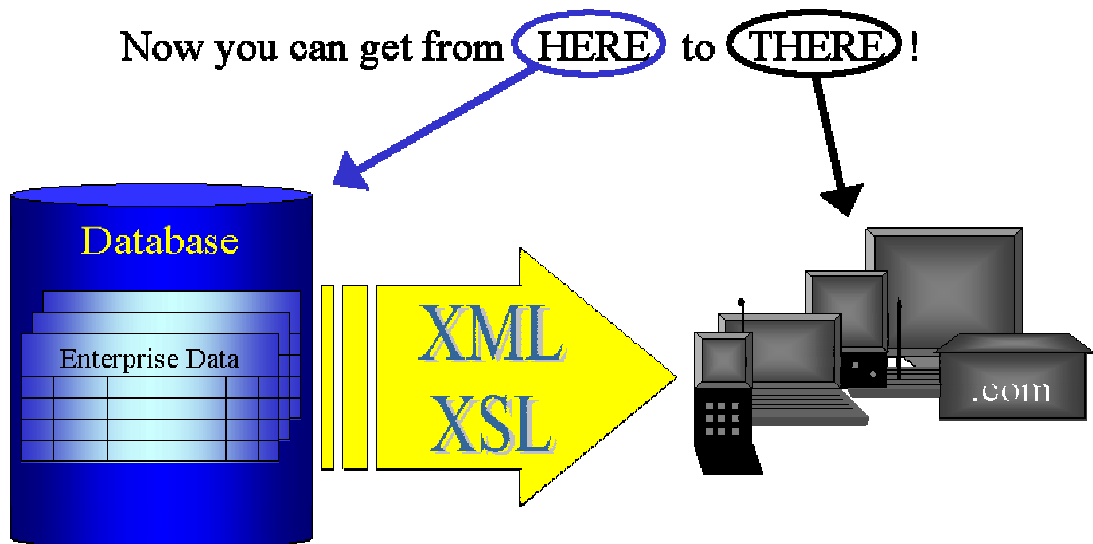 Now you can get from HERE to THERE !
Database
Enterprise Data
XML
XSL
.com